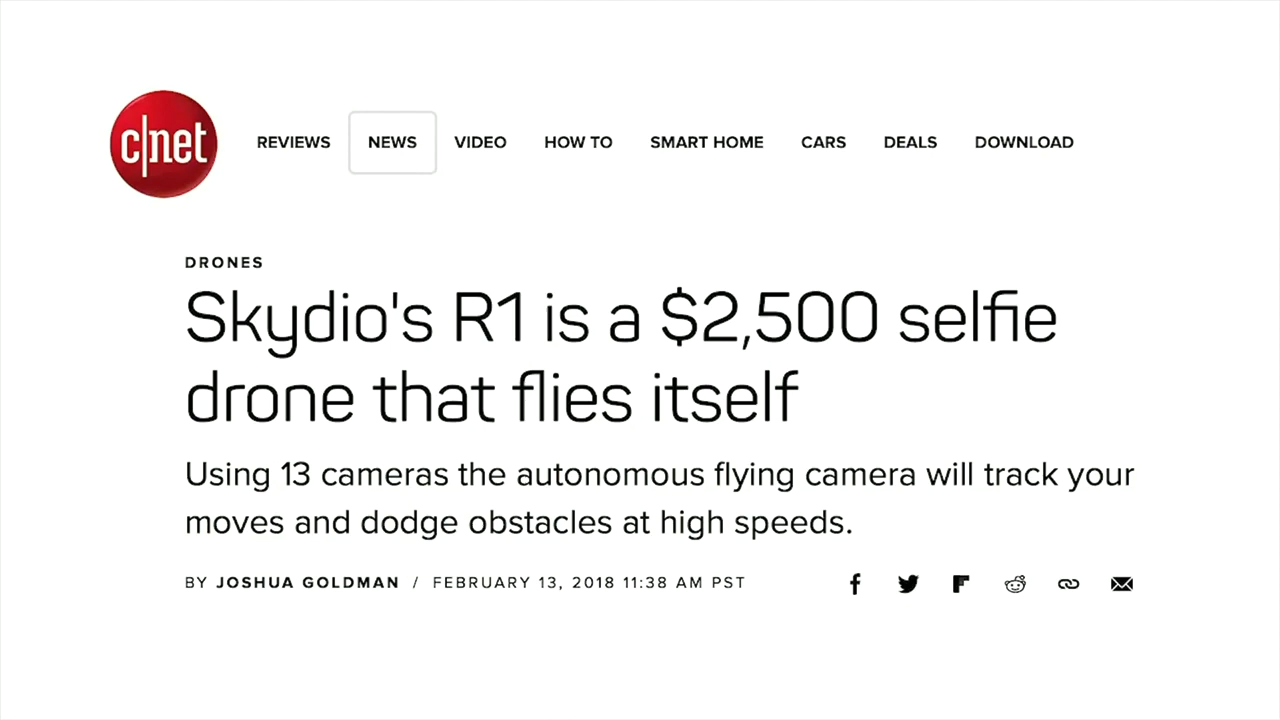 c|net
REVIEWS NEWS VIDEO HOW TO SMART HOME CARS DEALS DOWNLOAD
DRONES
Skydio's R1 is a $2,500 selfie
drone that flies itself
Using 13 cameras the autonomous flying camera will track your
moves and dodge obstacles at high speeds.
BY JOSHUA GOLDMAN / FEBRUARY 13, 2018 11:38 AM PST